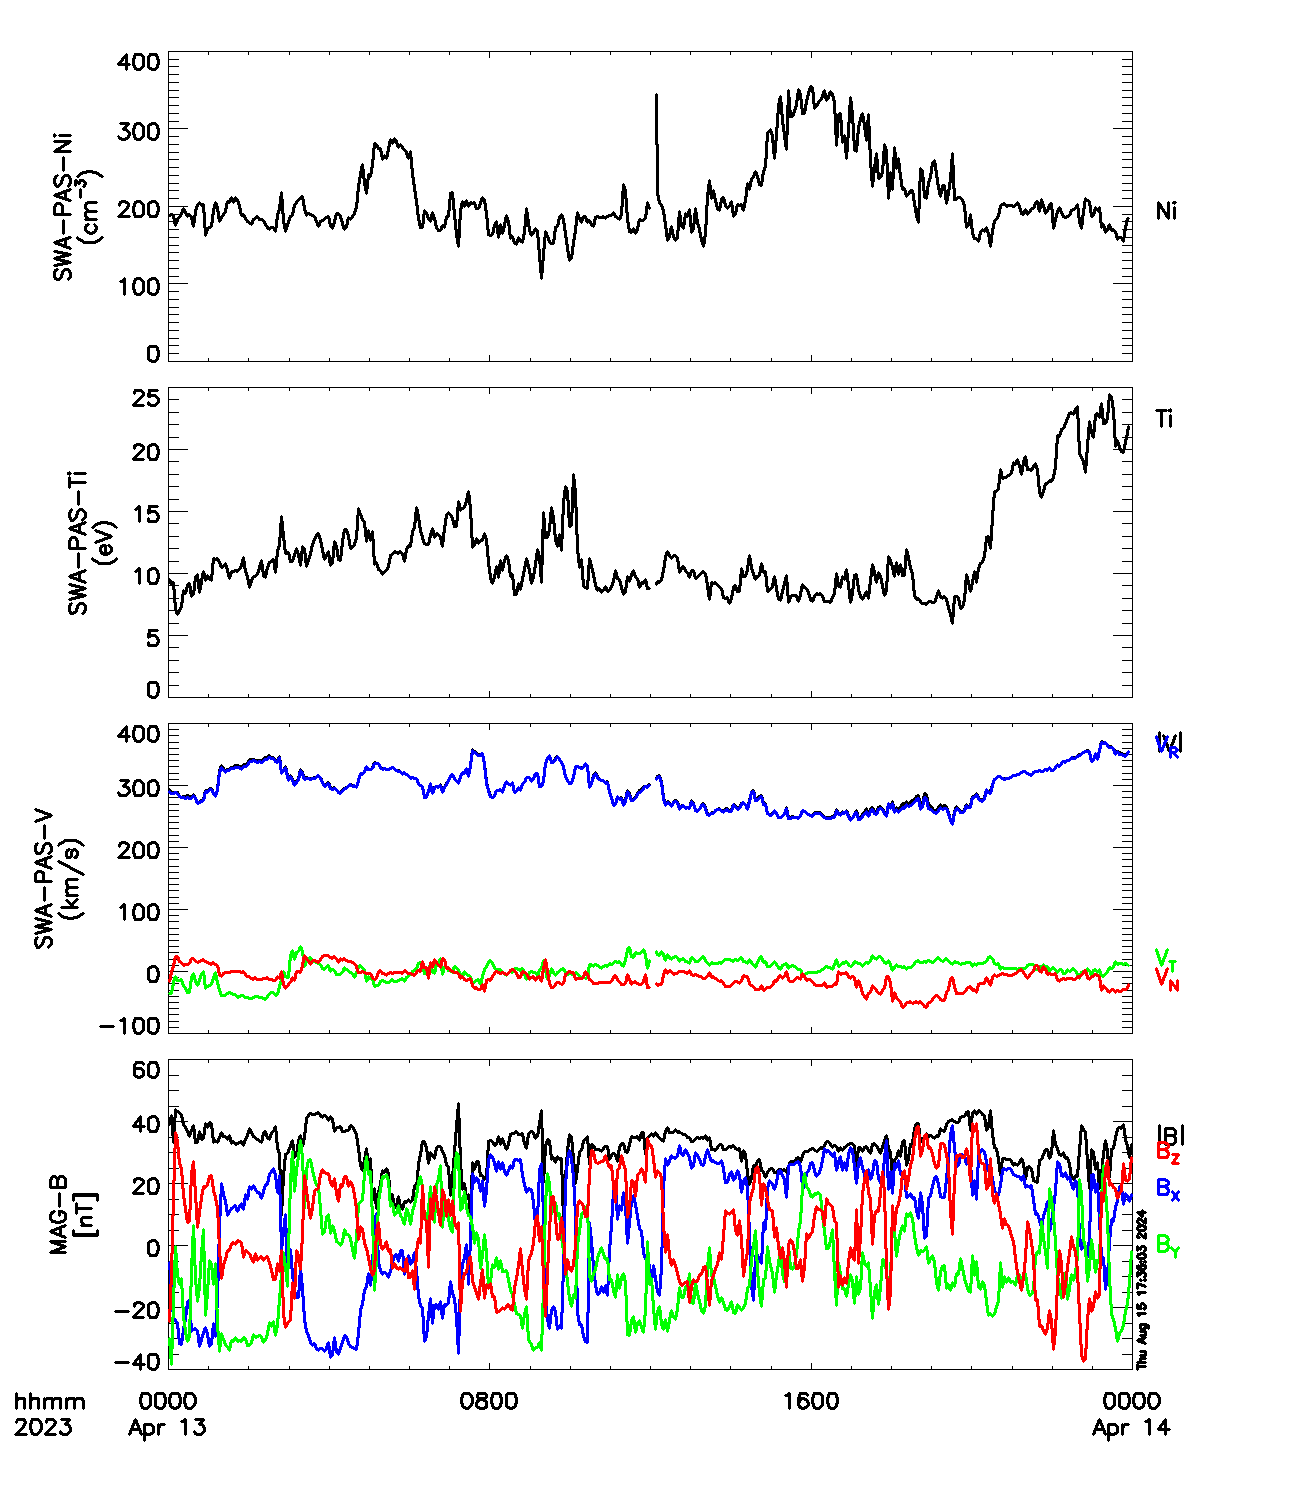 400
300
200
100
0
SWA-PAS-Ni
(cm⁻³)
Ni
25
20
15
10
5
0
SWA-PAS-Ti
(eV)
Ti
400
300
200
100
0
-100
SWA-PAS-V
(km/s)
|V|
V_R
V_T
V_N
60
40
20
0
-20
-40
MAG-B
[nT]
|B|
B_Z
B_X
B_Y
Thu Aug 15 17:36:03 2024
hhmm 0000 0800 1600 0000
2023 Apr 13 Apr 14